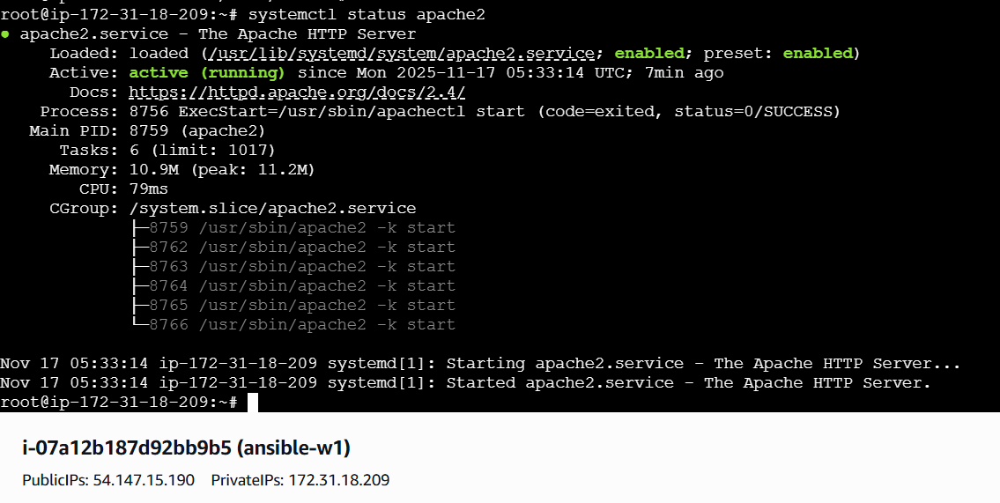 root@ip-172-31-18-209:~# systemctl status apache2
● apache2.service - The Apache HTTP Server
     Loaded: loaded (/usr/lib/systemd/system/apache2.service; enabled; preset: enabled)
     Active: active (running) since Mon 2025-11-17 05:33:14 UTC; 7min ago
       Docs: https://httpd.apache.org/docs/2.4/
    Process: 8756 ExecStart=/usr/sbin/apachectl start (code=exited, status=0/SUCCESS)
   Main PID: 8759 (apache2)
      Tasks: 6 (limit: 1017)
     Memory: 10.9M (peak: 11.2M)
        CPU: 79ms
     CGroup: /system.slice/apache2.service
             ├─8759 /usr/sbin/apache2 -k start
             ├─8762 /usr/sbin/apache2 -k start
             ├─8763 /usr/sbin/apache2 -k start
             ├─8764 /usr/sbin/apache2 -k start
             ├─8765 /usr/sbin/apache2 -k start
             └─8766 /usr/sbin/apache2 -k start
Nov 17 05:33:14 ip-172-31-18-209 systemd[1]: Starting apache2.service - The Apache HTTP Server...
Nov 17 05:33:14 ip-172-31-18-209 systemd[1]: Started apache2.service - The Apache HTTP Server.
root@ip-172-31-18-209:~#
i-07a12b187d92bb9b5 (ansible-w1)
PublicIPs: 54.147.15.190 PrivateIPs: 172.31.18.209